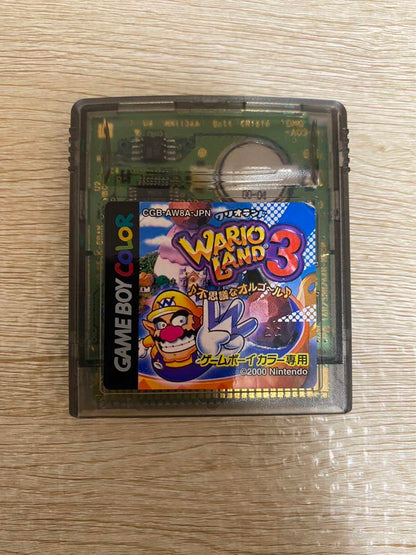 CGB-AW8A-JPN
ワリオランド
WARIO
LAND 3
♪不思議なオルゴール♪
GAME BOY COLOR
ゲームボーイカラー専用
©2000 Nintendo